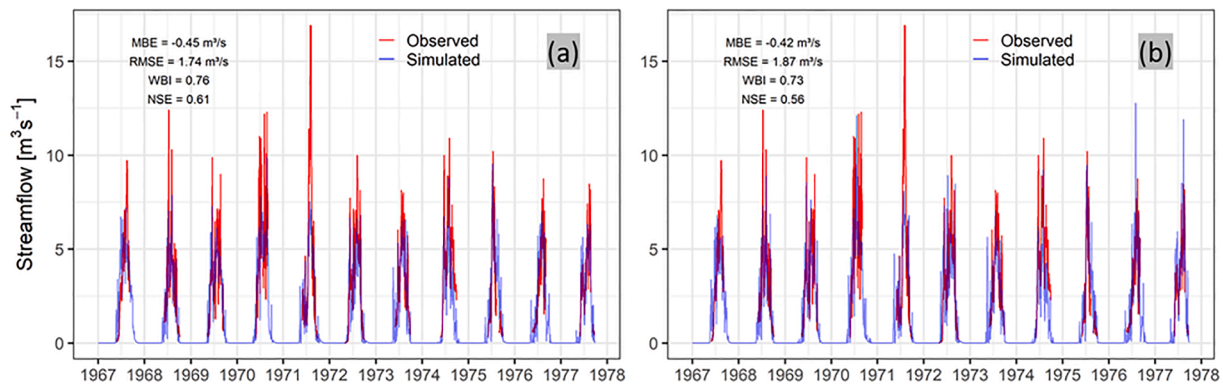 Streamflow [m³s⁻¹]
15
10
5
0
MBE = -0.45 m³/s
RMSE = 1.74 m³/s
WBI = 0.76
NSE = 0.61
Observed
Simulated
(a)
1967 1968 1969 1970 1971 1972 1973 1974 1975 1976 1977 1978
15
10
5
0
MBE = -0.42 m³/s
RMSE = 1.87 m³/s
WBI = 0.73
NSE = 0.56
Observed
Simulated
(b)
1967 1968 1969 1970 1971 1972 1973 1974 1975 1976 1977 1978